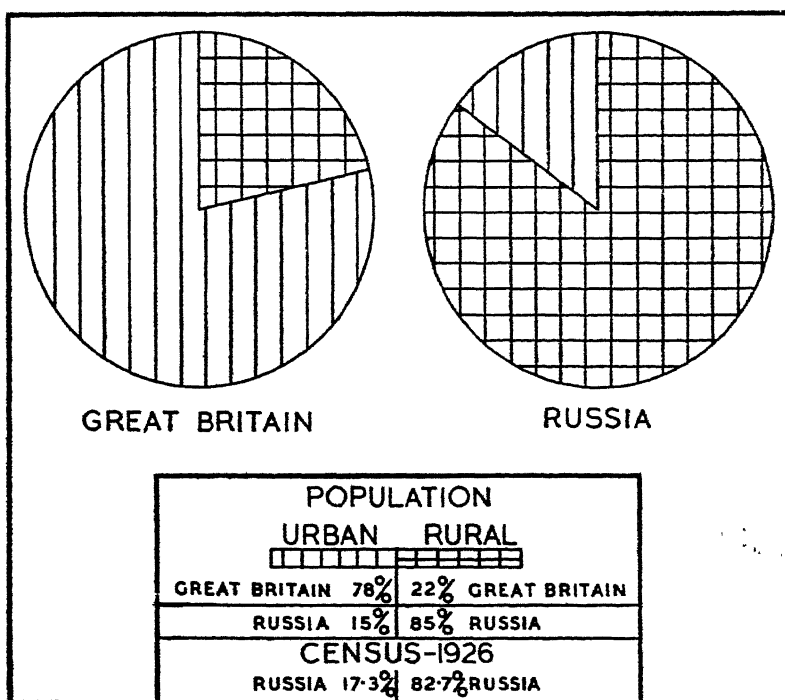 GREAT BRITAIN RUSSIA
POPULATION
URBAN RURAL
GREAT BRITAIN 78% 22% GREAT BRITAIN
RUSSIA 15% 85% RUSSIA
CENSUS-1926
RUSSIA 17·3% 82·7% RUSSIA